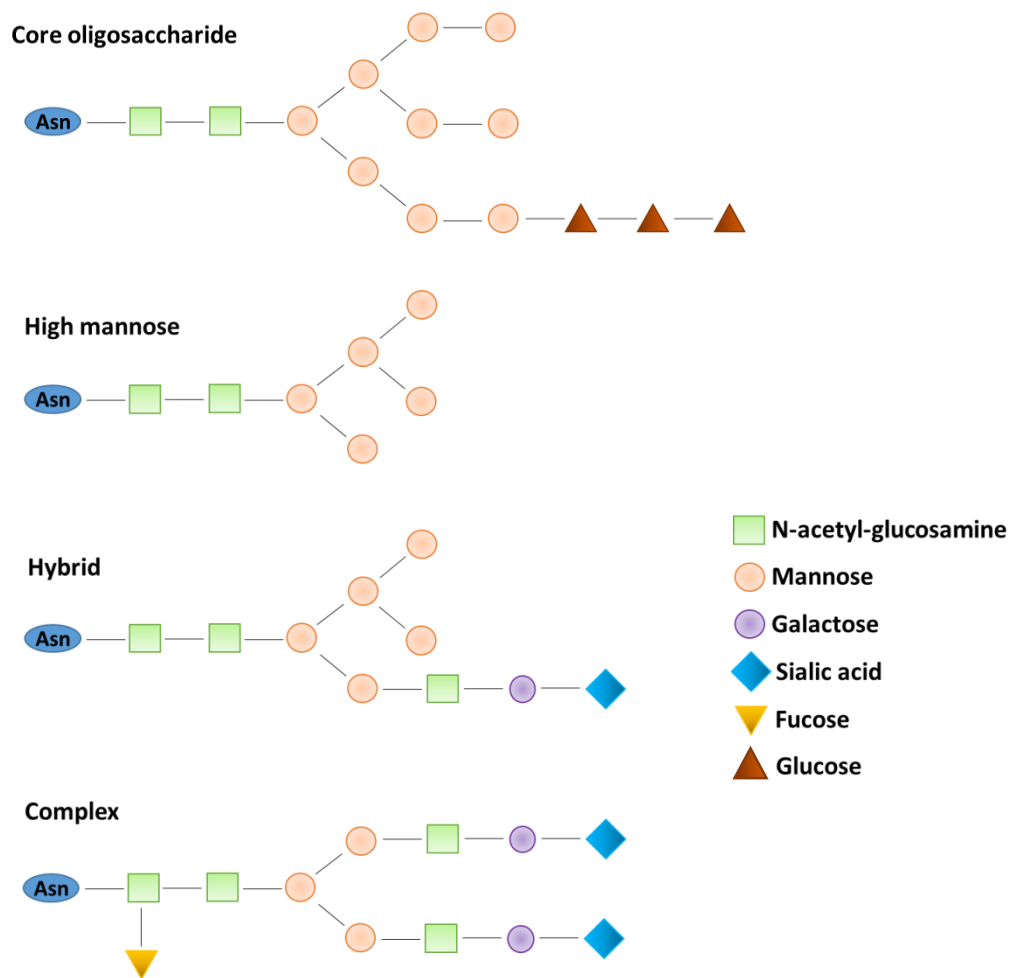 Core oligosaccharide
Asn
High mannose
Asn
Hybrid
Asn
N-acetyl-glucosamine
Mannose
Galactose
Sialic acid
Fucose
Glucose
Complex
Asn